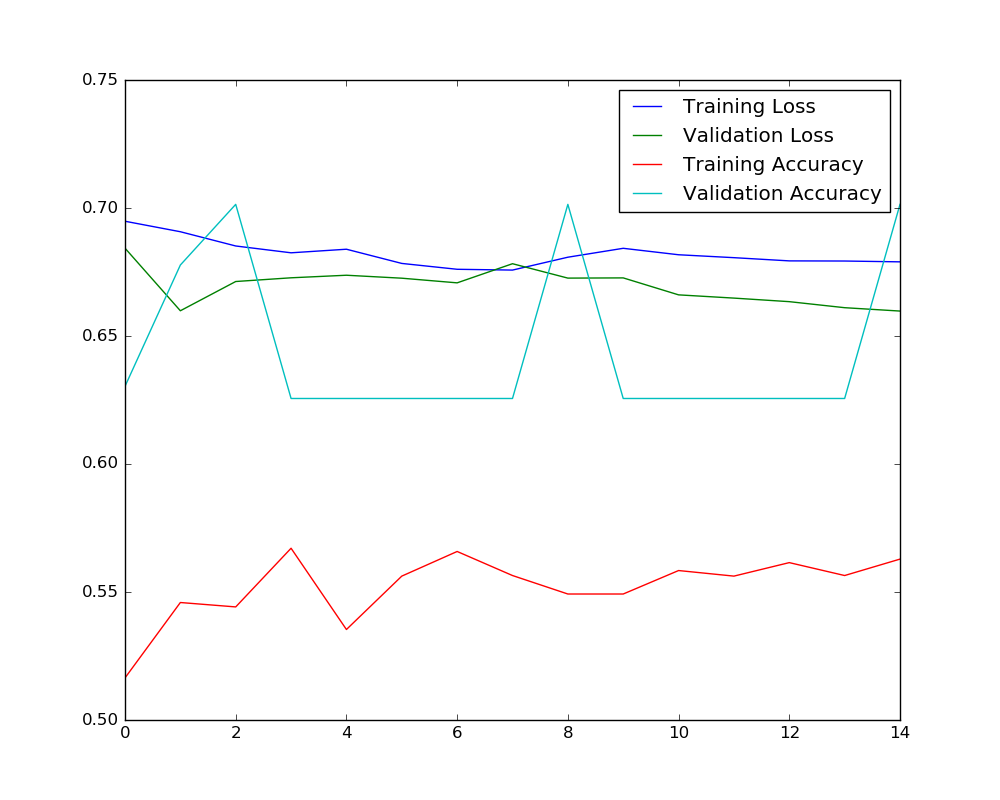 0.75
0.70
0.65
0.60
0.55
0.50
0 2 4 6 8 10 12 14
Training Loss
Validation Loss
Training Accuracy
Validation Accuracy